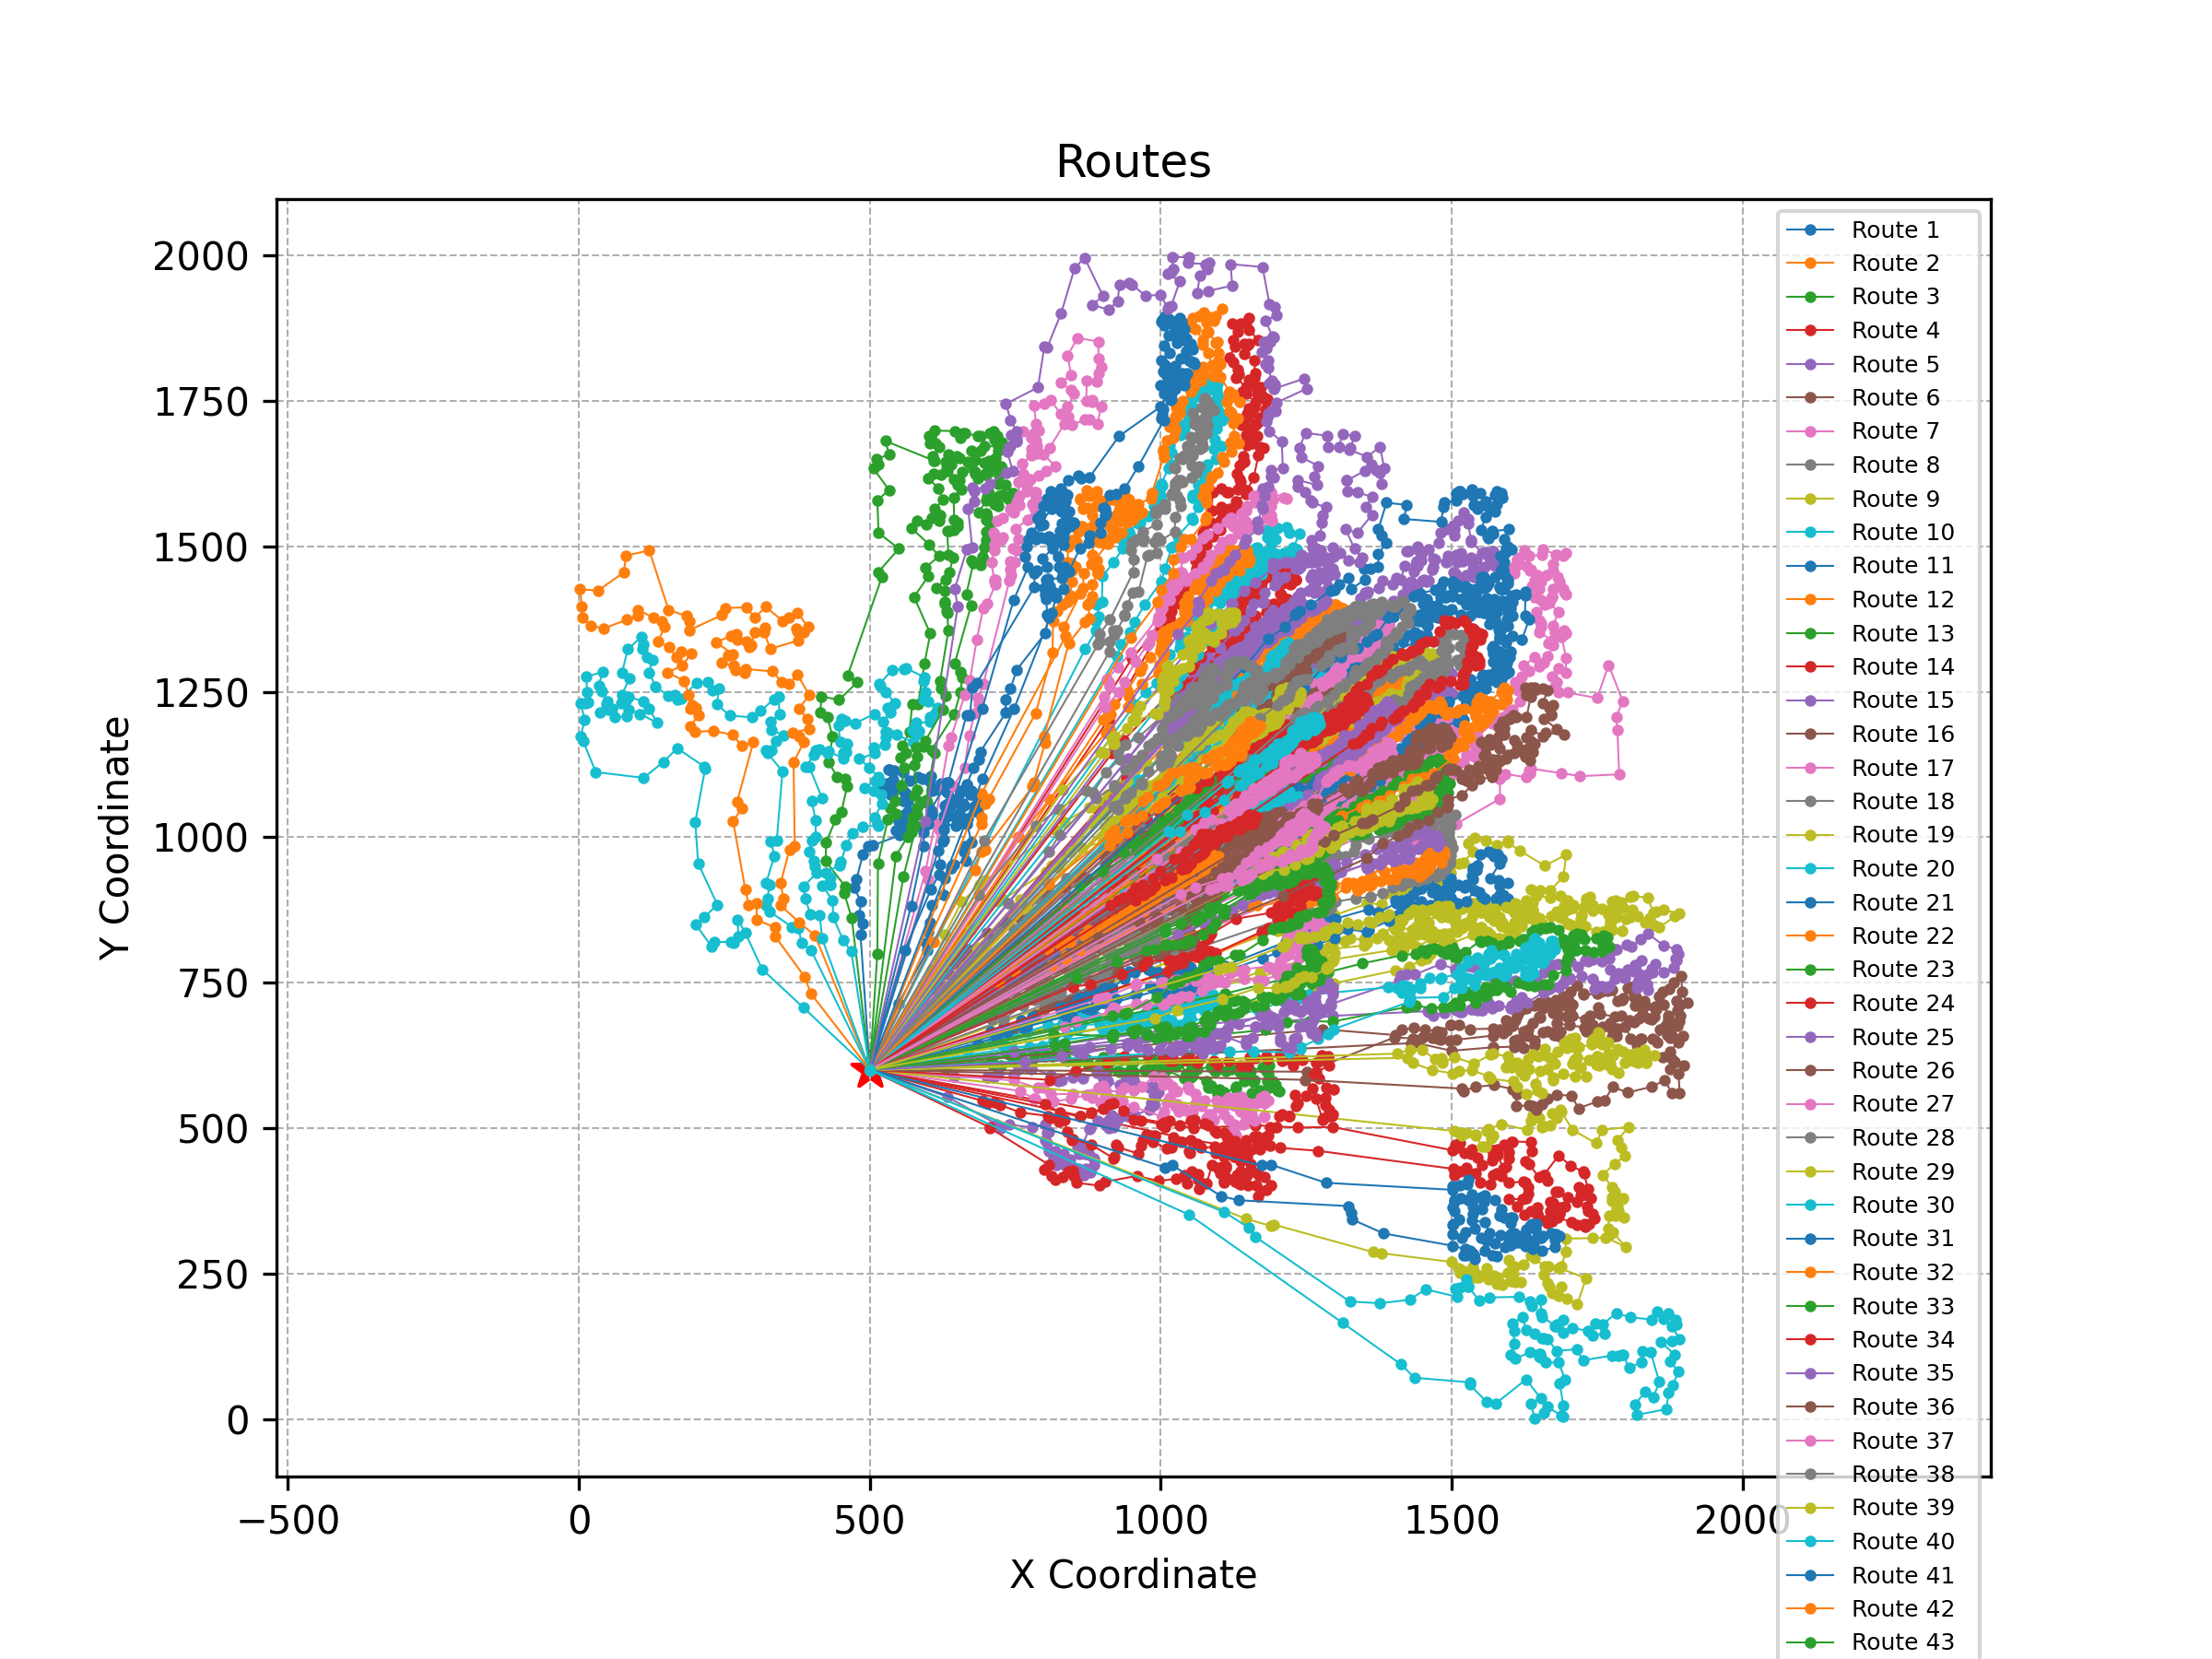 Routes
2000
1750
1500
1250
1000
750
500
250
0
Y Coordinate
−500
0
500
1000
1500
2000
X Coordinate
Route 1
Route 2
Route 3
Route 4
Route 5
Route 6
Route 7
Route 8
Route 9
Route 10
Route 11
Route 12
Route 13
Route 14
Route 15
Route 16
Route 17
Route 18
Route 19
Route 20
Route 21
Route 22
Route 23
Route 24
Route 25
Route 26
Route 27
Route 28
Route 29
Route 30
Route 31
Route 32
Route 33
Route 34
Route 35
Route 36
Route 37
Route 38
Route 39
Route 40
Route 41
Route 42
Route 43